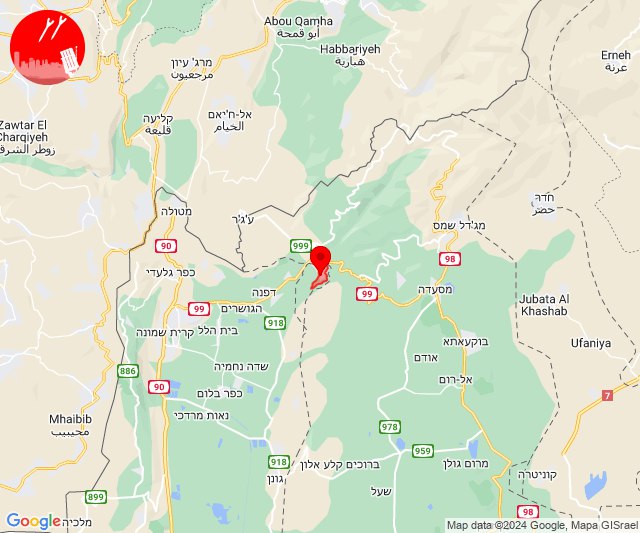 Abou Qamha
أبو قمحة
Habbariyeh
هبارية
Erneh
عرنة
מרג' עיון
مرجعيون
קליעה
قليعة
אל-ח'יאם
الخيام
Zawtar El
Charqiyeh
زوطر الشرق
חדר
حضر
מטולה
ע'ג'ר
מג'דל שמס
999
90
98
כפר גלעדי
דפנה
99
מסעדה
99
הגושרים
918
Jubata Al
Khashab
קרית שמונה
בית הלל
בוקעאתא
Ufaniya
אודם
886
שדה נחמיה
אל-רום
90
כפר בלום
7
Mhaibib
محيبيب
נאות מרדכי
978
959
918
ברוכים קלע אלון
מרום גולן
קוניטרה
גונן
899
שעל
98
מלכיה
Google
Map data ©2024 Google, Mapa GISrael